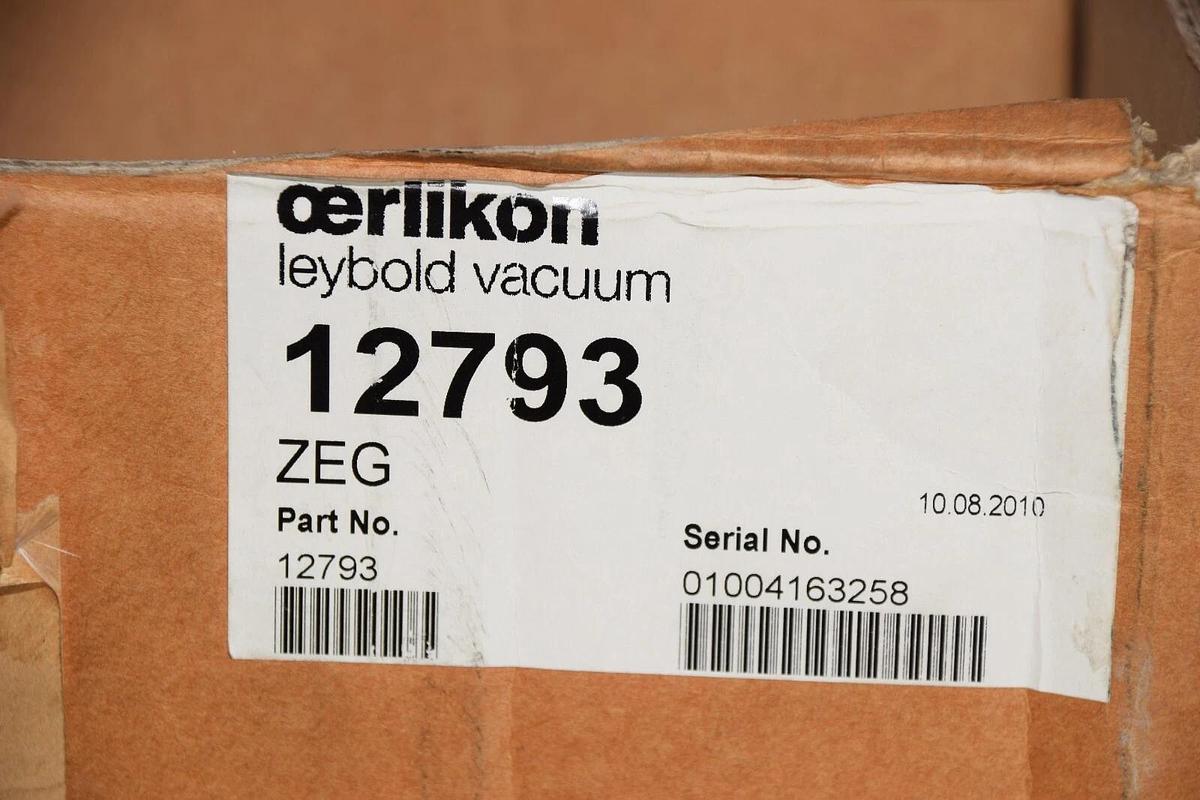 œrlikon
leybold vacuum
12793
ZEG
10.08.2010
Part No.
Serial No.
12793
01004163258